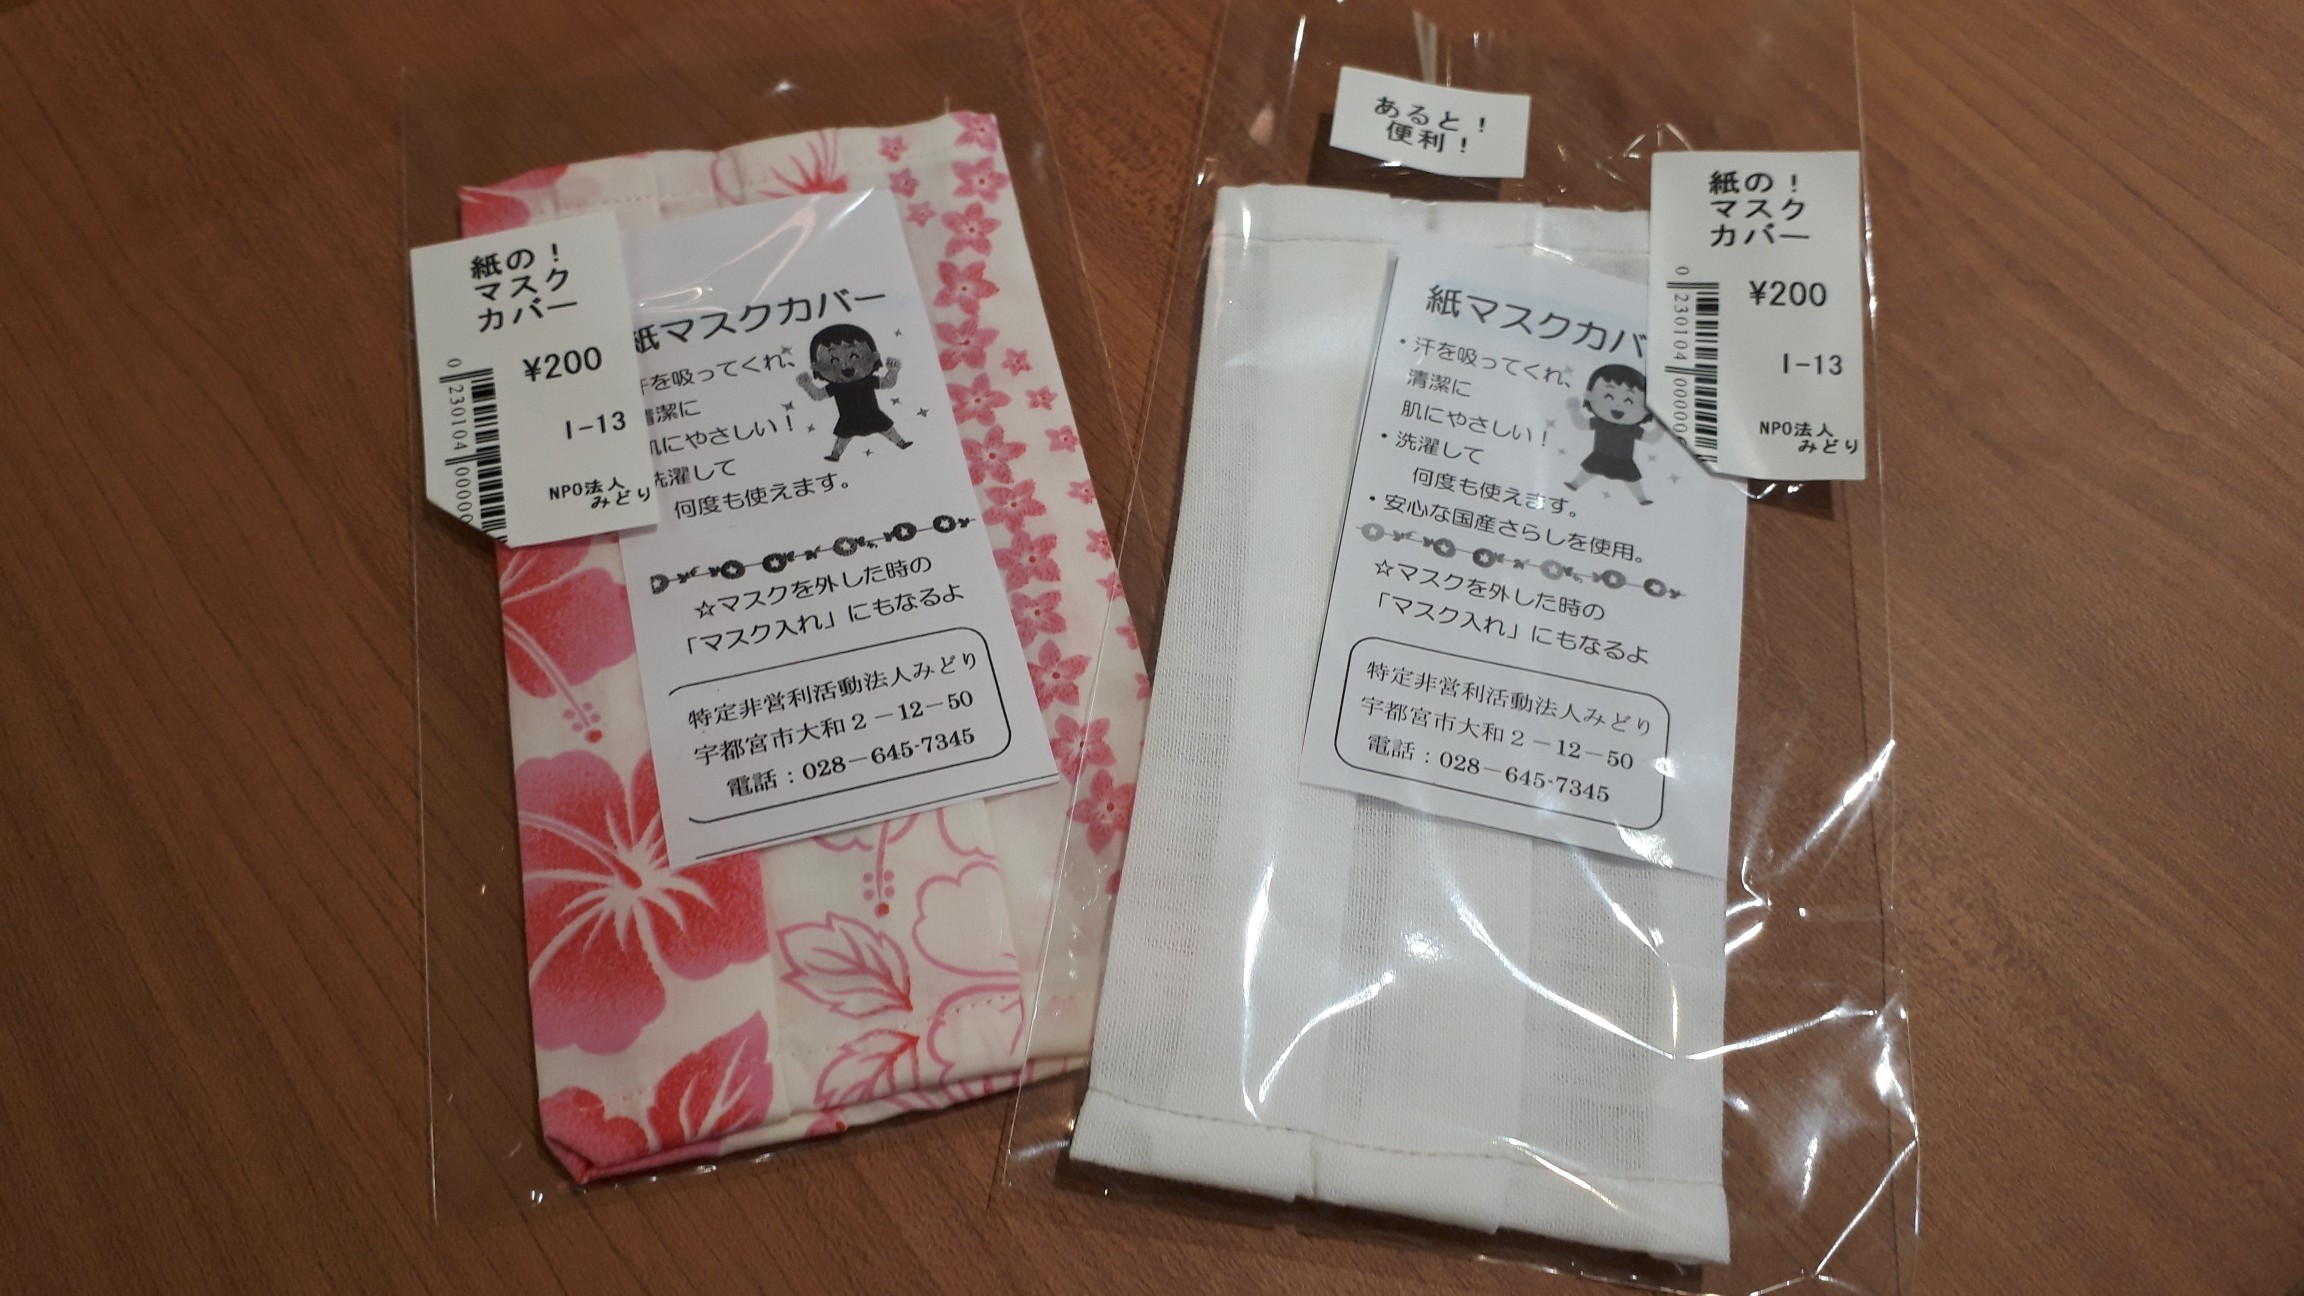 紙の！
マスク
カバー
¥200
I-13
NPO法人
みどり
0 230104 00000
紙マスクカバー
汗を吸ってくれ、
清潔に
肌にやさしい！
洗濯して
何度も使えます。
☆マスクを外した時の
「マスク入れ」にもなるよ
特定非営利活動法人みどり
宇都宮市大和2－12－50
電話：028－645-7345
あると！
便利！
紙の！
マスク
カバー
¥200
I-13
NPO法人
みどり
0 230104 00000
紙マスクカバ
・汗を吸ってくれ、
清潔に
肌にやさしい！
・洗濯して
何度も使えます。
・安心な国産さらしを使用。
☆マスクを外した時の
「マスク入れ」にもなるよ
特定非営利活動法人みどり
宇都宮市大和2－12－50
電話：028－645-7345